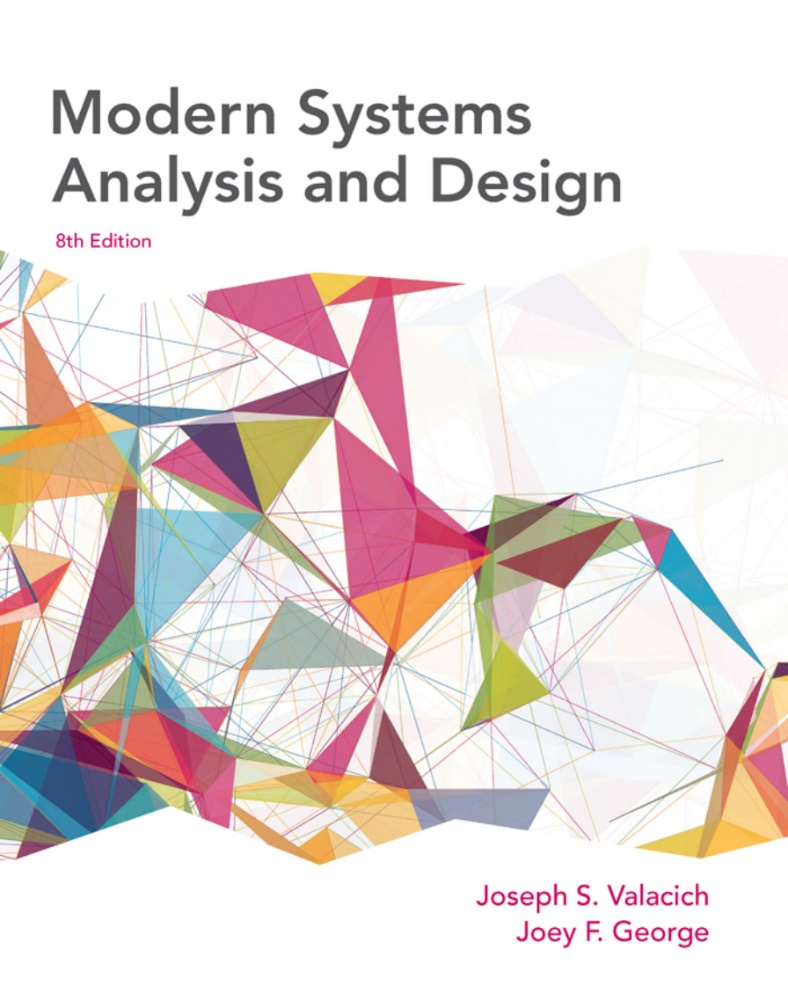 Modern Systems
Analysis and Design
8th Edition
Joseph S. Valacich
Joey F. George